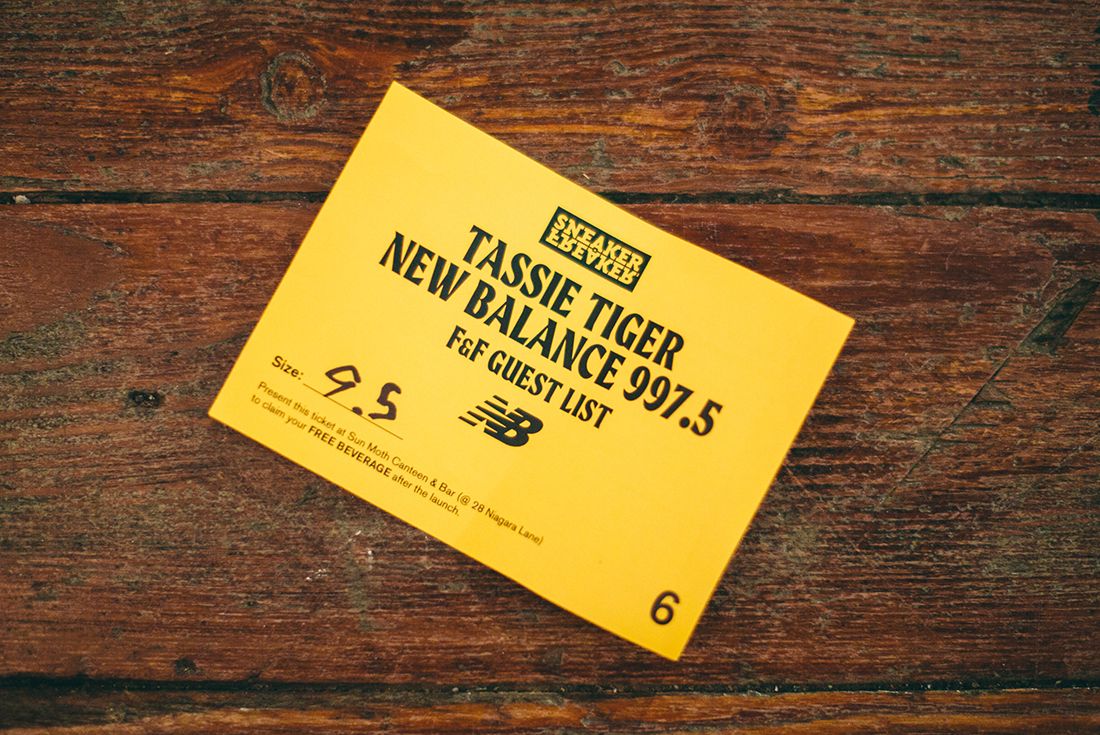 SNEAKER
FREAKER
TASSIE TIGER
NEW BALANCE 997.5
F&F GUEST LIST
NB
Size: 9.5
Present this ticket at Sun Moth Canteen & Bar (@ 28 Niagara Lane)
to claim your FREE BEVERAGE after the launch.
6